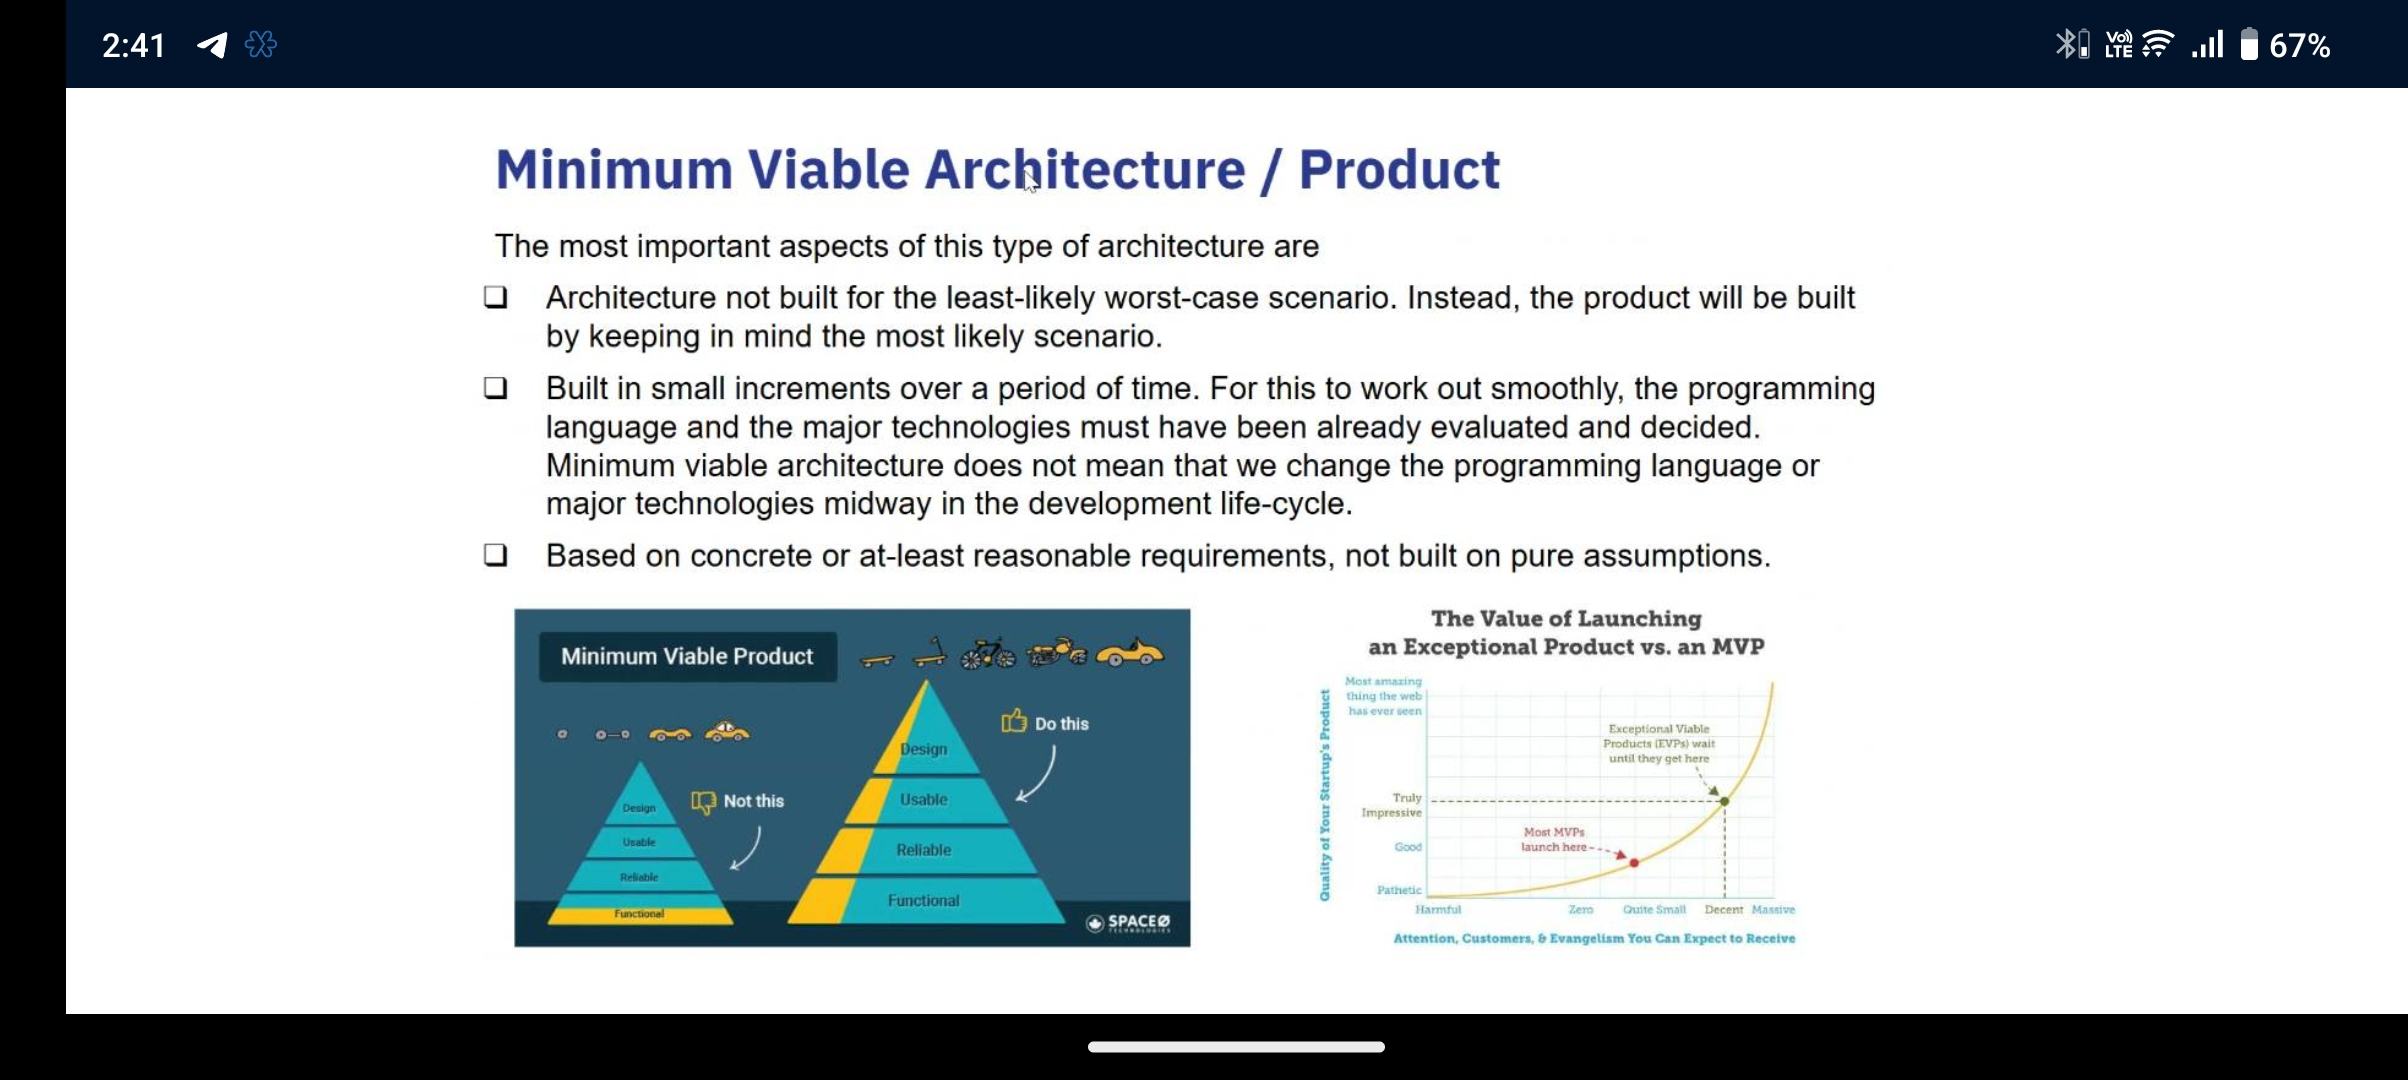 2:41
Vo)) LTE
67%
Minimum Viable Architecture / Product
The most important aspects of this type of architecture are
❑ Architecture not built for the least-likely worst-case scenario. Instead, the product will be built
by keeping in mind the most likely scenario.
❑ Built in small increments over a period of time. For this to work out smoothly, the programming
language and the major technologies must have been already evaluated and decided.
Minimum viable architecture does not mean that we change the programming language or
major technologies midway in the development life-cycle.
❑ Based on concrete or at-least reasonable requirements, not built on pure assumptions.
Minimum Viable Product
Not this
Design
Usable
Reliable
Functional
Do this
Design
Usable
Reliable
Functional
SPACEØ
TECHNOLOGIES
The Value of Launching
an Exceptional Product vs. an MVP
Quality of Your Startup's Product
Most amazing
thing the web
has ever seen
Truly
Impressive
Good
Pathetic
Exceptional Viable
Products (EVPs) wait
until they get here
Most MVPs
launch here
Harmful Zero Quite Small Decent Massive
Attention, Customers, & Evangelism You Can Expect to Receive